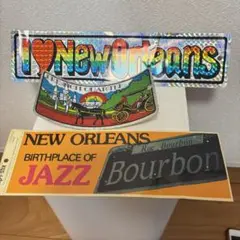 I ❤ New Orleans
NEW ORLEANS
BIRTHPLACE OF
JAZZ
Rue Bourbon
Bourbon